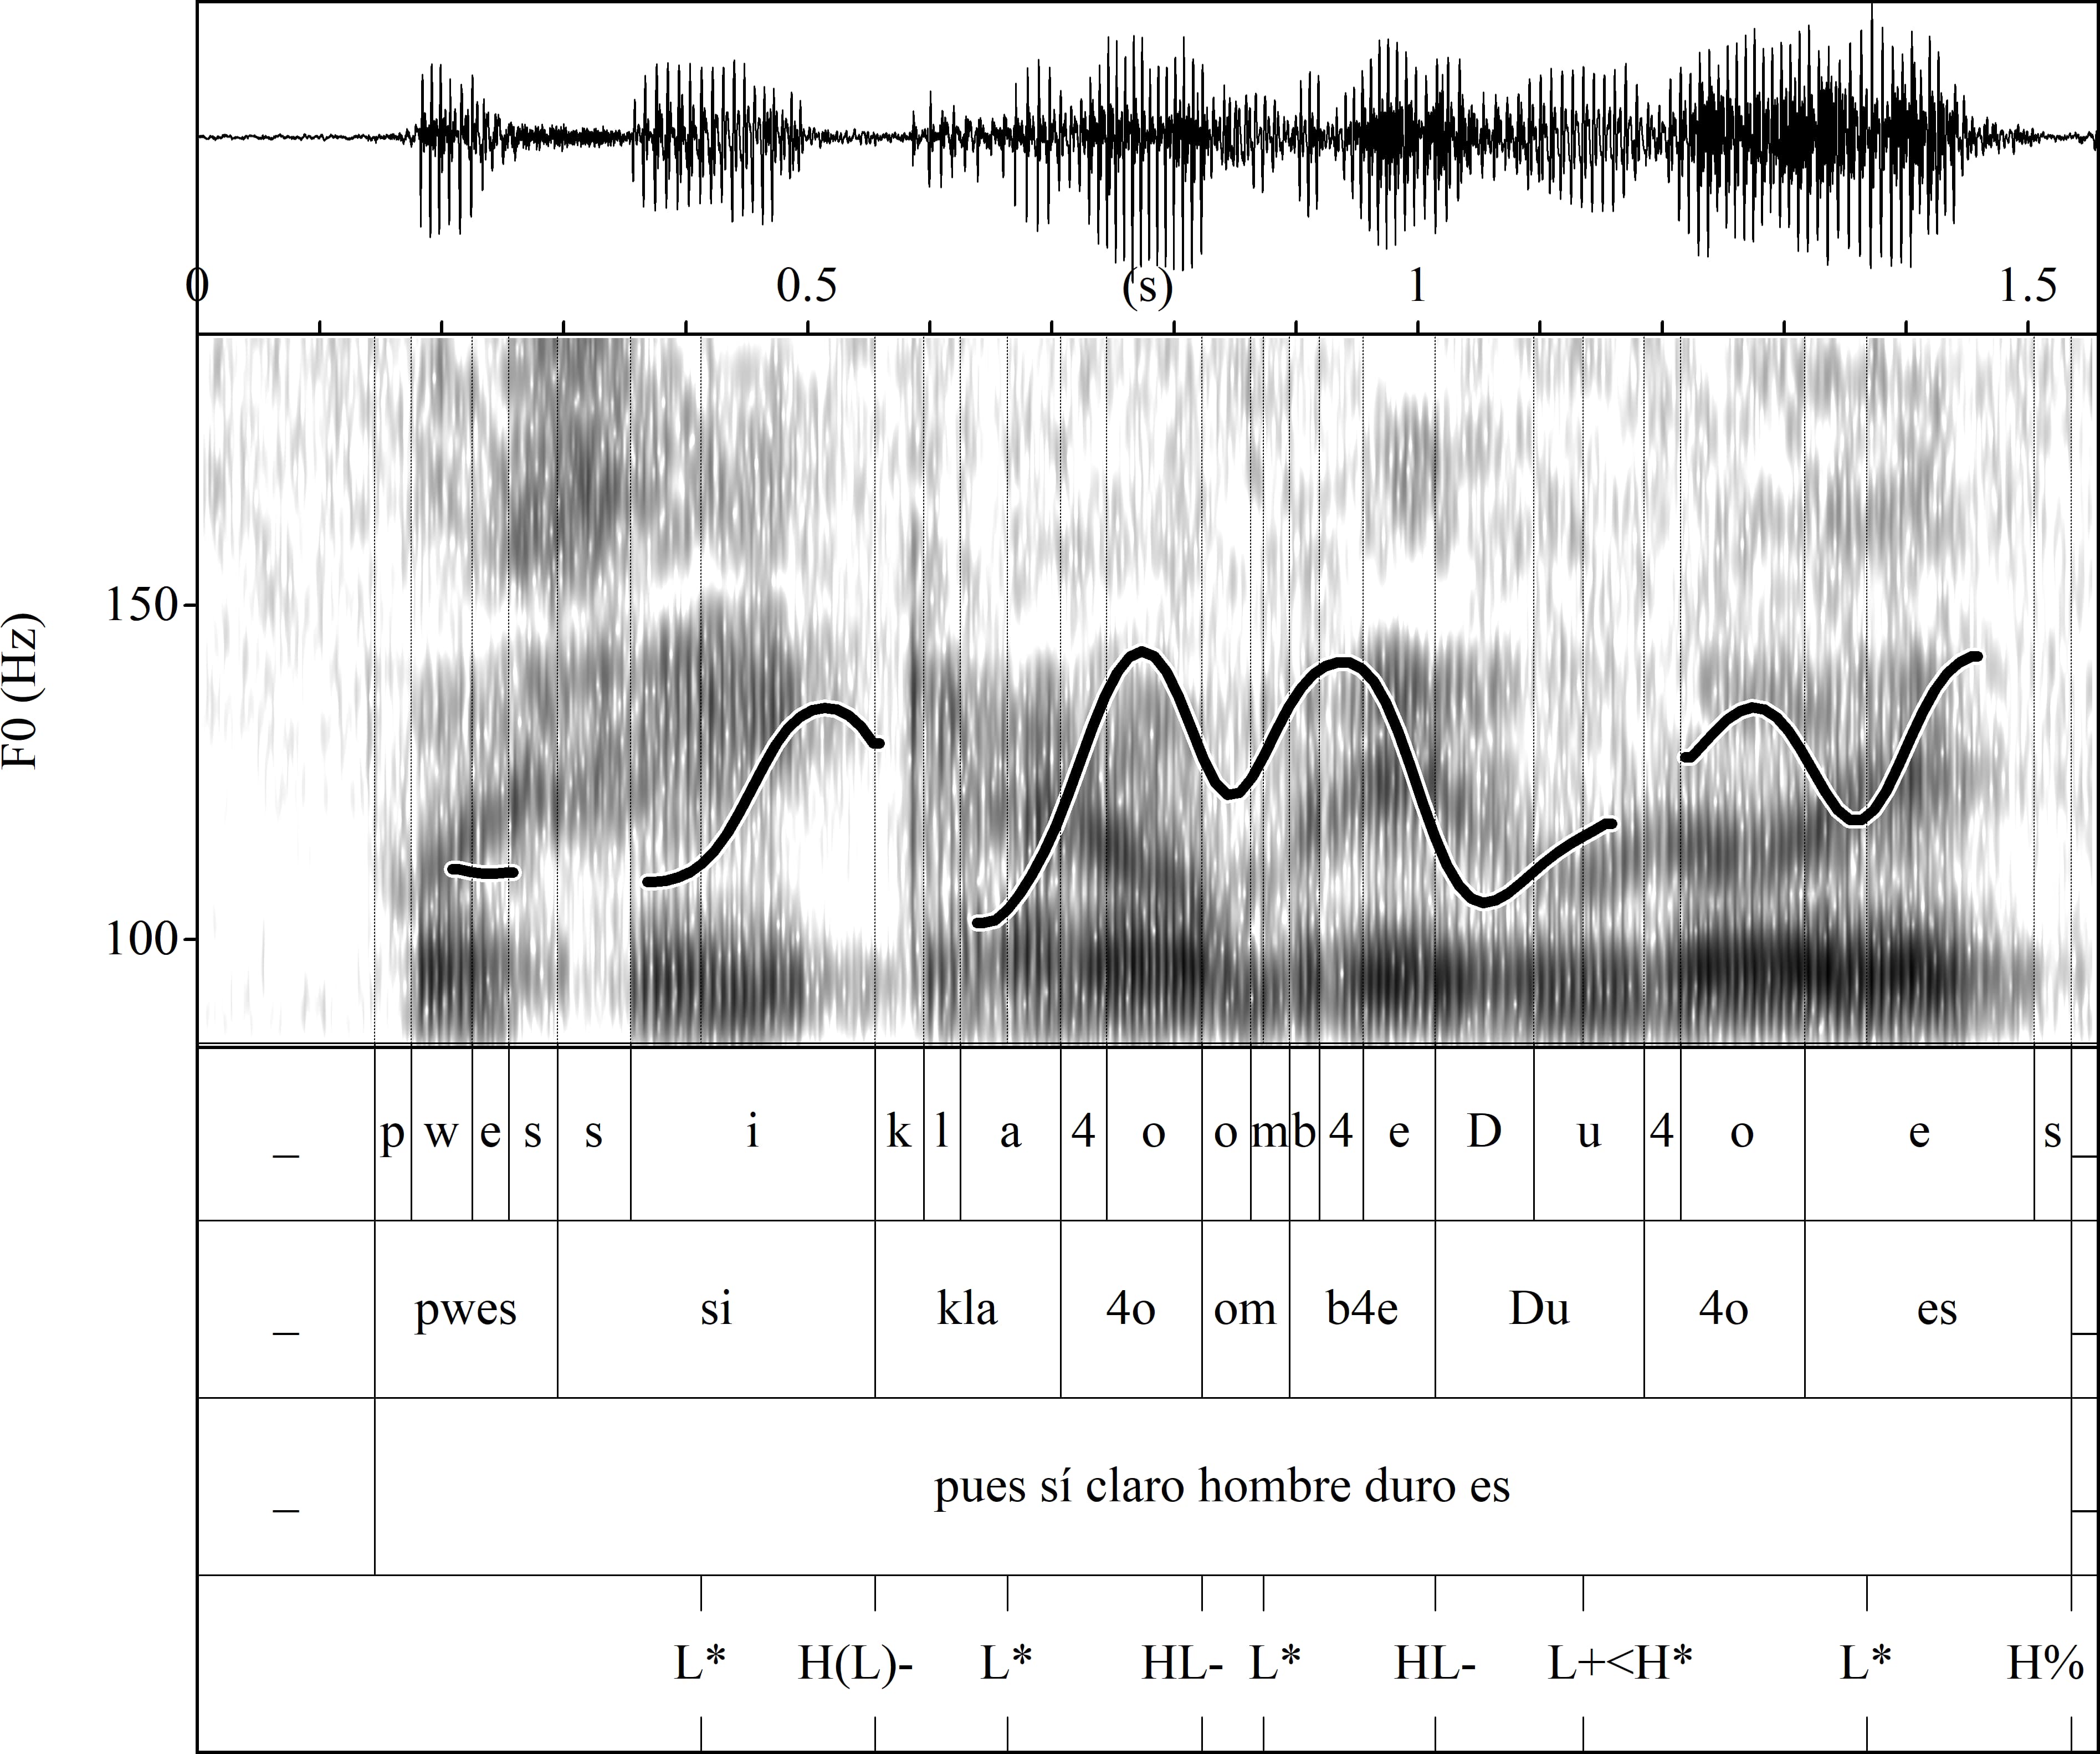 0 0.5 (s) 1 1.5
150
F0 (Hz)
100
_ p w e s s i k l a 4 o o m b 4 e D u 4 o e s
_ pwes si kla 4o om b4e Du 4o es
_ pues sí claro hombre duro es
L* H(L)- L* HL- L* HL- L+<H* L* H%